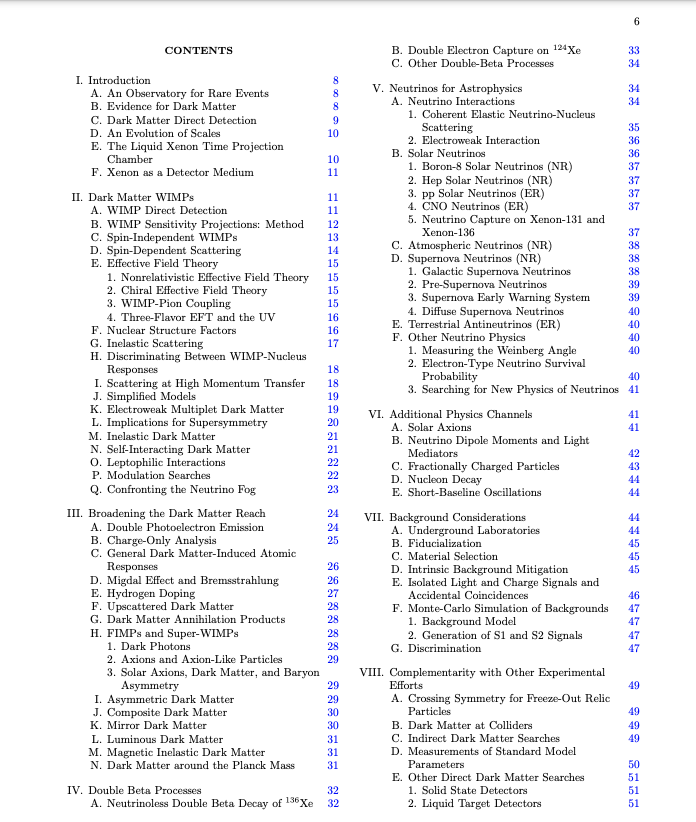 6
CONTENTS
I. Introduction 8
A. An Observatory for Rare Events 8
B. Evidence for Dark Matter 8
C. Dark Matter Direct Detection 9
D. An Evolution of Scales 10
E. The Liquid Xenon Time Projection
Chamber 10
F. Xenon as a Detector Medium 11
II. Dark Matter WIMPs 11
A. WIMP Direct Detection 11
B. WIMP Sensitivity Projections: Method 12
C. Spin-Independent WIMPs 13
D. Spin-Dependent Scattering 14
E. Effective Field Theory 15
1. Nonrelativistic Effective Field Theory 15
2. Chiral Effective Field Theory 15
3. WIMP-Pion Coupling 15
4. Three-Flavor EFT and the UV 16
F. Nuclear Structure Factors 16
G. Inelastic Scattering 17
H. Discriminating Between WIMP-Nucleus
Responses 18
I. Scattering at High Momentum Transfer 18
J. Simplified Models 19
K. Electroweak Multiplet Dark Matter 19
L. Implications for Supersymmetry 20
M. Inelastic Dark Matter 21
N. Self-Interacting Dark Matter 21
O. Leptophilic Interactions 22
P. Modulation Searches 22
Q. Confronting the Neutrino Fog 23
III. Broadening the Dark Matter Reach 24
A. Double Photoelectron Emission 24
B. Charge-Only Analysis 25
C. General Dark Matter-Induced Atomic
Responses 26
D. Migdal Effect and Bremsstrahlung 26
E. Hydrogen Doping 27
F. Upscattered Dark Matter 28
G. Dark Matter Annihilation Products 28
H. FIMPs and Super-WIMPs 28
1. Dark Photons 28
2. Axions and Axion-Like Particles 29
3. Solar Axions, Dark Matter, and Baryon
Asymmetry 29
I. Asymmetric Dark Matter 29
J. Composite Dark Matter 30
K. Mirror Dark Matter 30
L. Luminous Dark Matter 31
M. Magnetic Inelastic Dark Matter 31
N. Dark Matter around the Planck Mass 31
IV. Double Beta Processes 32
A. Neutrinoless Double Beta Decay of ¹³⁶Xe 32
B. Double Electron Capture on ¹²⁴Xe 33
C. Other Double-Beta Processes 34
V. Neutrinos for Astrophysics 34
A. Neutrino Interactions 34
1. Coherent Elastic Neutrino-Nucleus
Scattering 35
2. Electroweak Interaction 36
B. Solar Neutrinos 36
1. Boron-8 Solar Neutrinos (NR) 37
2. Hep Solar Neutrinos (NR) 37
3. pp Solar Neutrinos (ER) 37
4. CNO Neutrinos (ER) 37
5. Neutrino Capture on Xenon-131 and
Xenon-136 37
C. Atmospheric Neutrinos (NR) 38
D. Supernova Neutrinos (NR) 38
1. Galactic Supernova Neutrinos 38
2. Pre-Supernova Neutrinos 39
3. Supernova Early Warning System 39
4. Diffuse Supernova Neutrinos 40
E. Terrestrial Antineutrinos (ER) 40
F. Other Neutrino Physics 40
1. Measuring the Weinberg Angle 40
2. Electron-Type Neutrino Survival
Probability 40
3. Searching for New Physics of Neutrinos 41
VI. Additional Physics Channels 41
A. Solar Axions 41
B. Neutrino Dipole Moments and Light
Mediators 42
C. Fractionally Charged Particles 43
D. Nucleon Decay 44
E. Short-Baseline Oscillations 44
VII. Background Considerations 44
A. Underground Laboratories 44
B. Fiducialization 45
C. Material Selection 45
D. Intrinsic Background Mitigation 45
E. Isolated Light and Charge Signals and
Accidental Coincidences 46
F. Monte-Carlo Simulation of Backgrounds 47
1. Background Model 47
2. Generation of S1 and S2 Signals 47
G. Discrimination 47
VIII. Complementarity with Other Experimental
Efforts 49
A. Crossing Symmetry for Freeze-Out Relic
Particles 49
B. Dark Matter at Colliders 49
C. Indirect Dark Matter Searches 49
D. Measurements of Standard Model
Parameters 50
E. Other Direct Dark Matter Searches 51
1. Solid State Detectors 51
2. Liquid Target Detectors 51